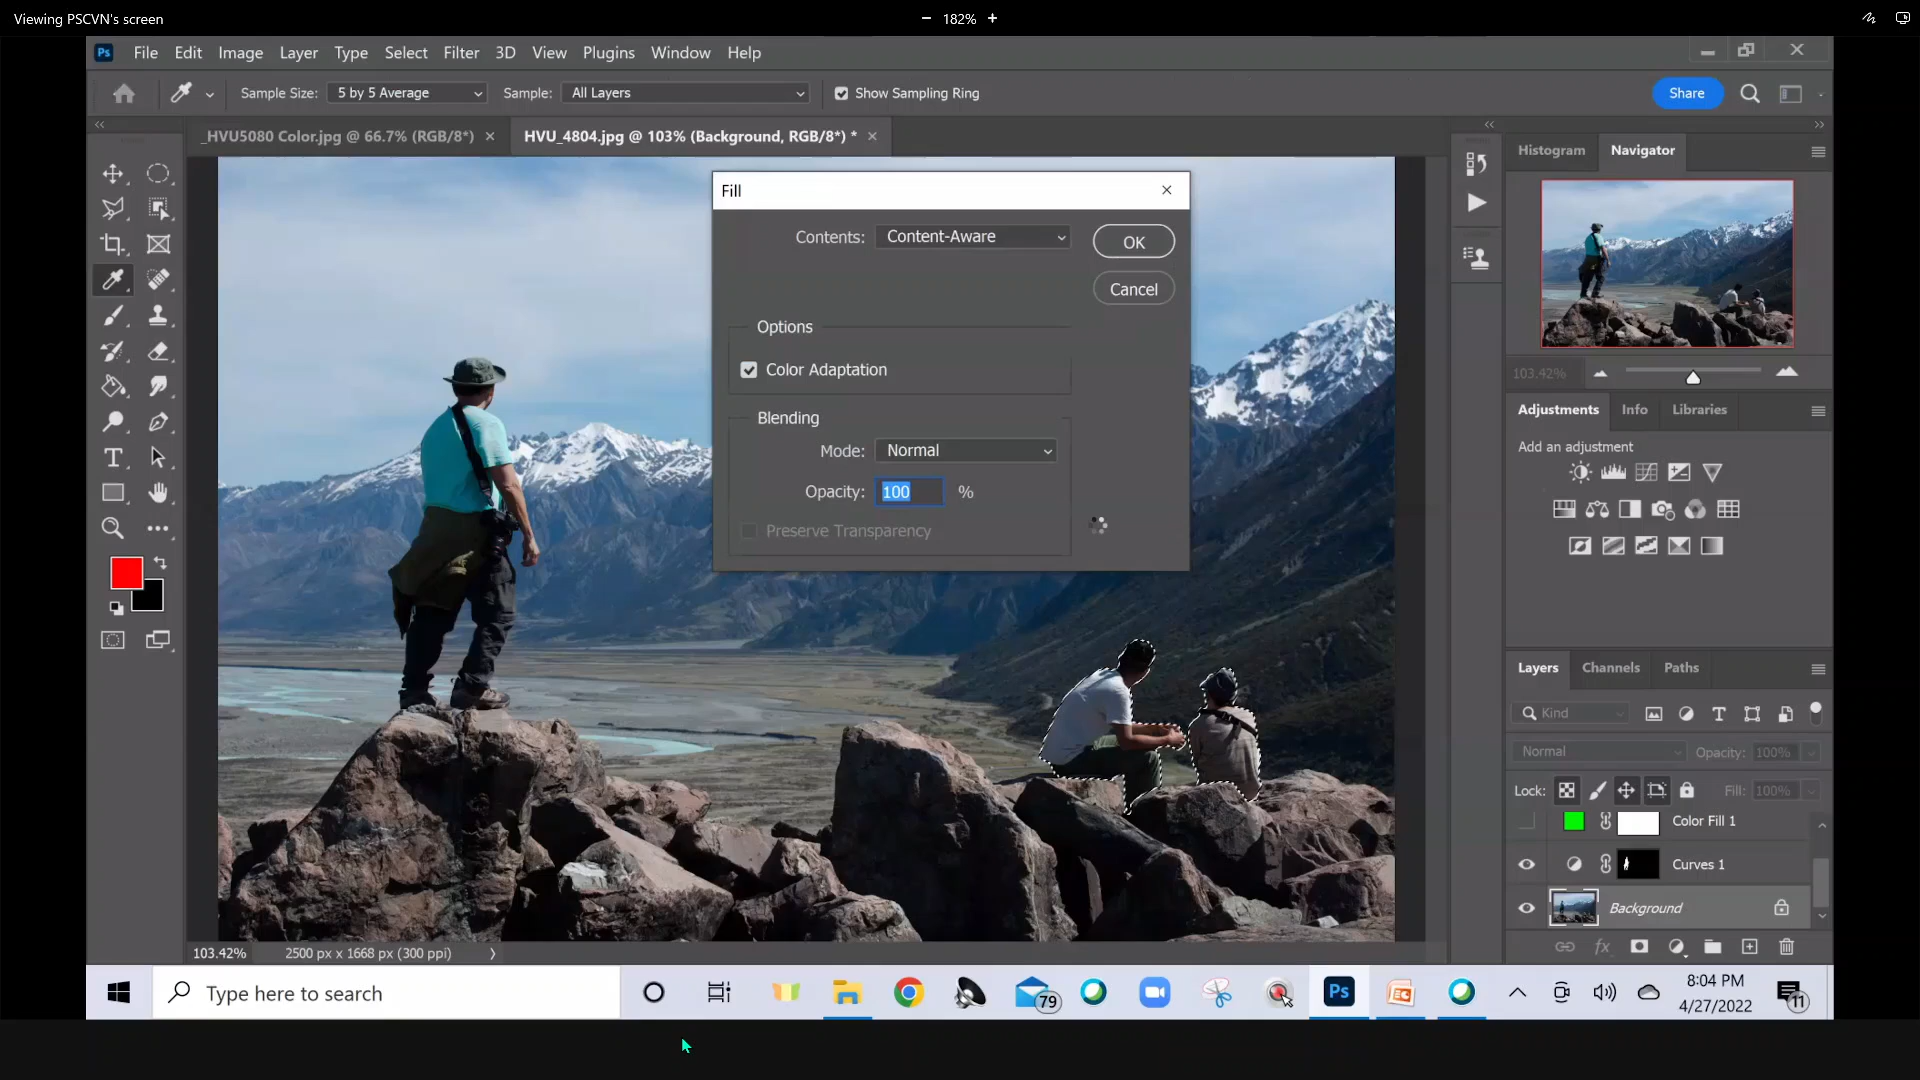 Viewing PSCVN's screen
− 182% +
Ps File Edit Image Layer Type Select Filter 3D View Plugins Window Help
Sample Size: 5 by 5 Average Sample: All Layers Show Sampling Ring Share
_HVU5080 Color.jpg @ 66.7% (RGB/8*) × HVU_4804.jpg @ 103% (Background, RGB/8*) * ×
Histogram Navigator
Fill
Contents: Content-Aware
OK
Cancel
Options
Color Adaptation
Blending
Mode: Normal
Opacity: 100 %
Preserve Transparency
103.42%
Adjustments Info Libraries
Add an adjustment
Layers Channels Paths
Kind
Normal Opacity: 100%
Lock: Fill: 100%
Color Fill 1
Curves 1
Background
103.42% 2500 px x 1668 px (300 ppi)
Type here to search
79
Ps
8:04 PM
4/27/2022
11